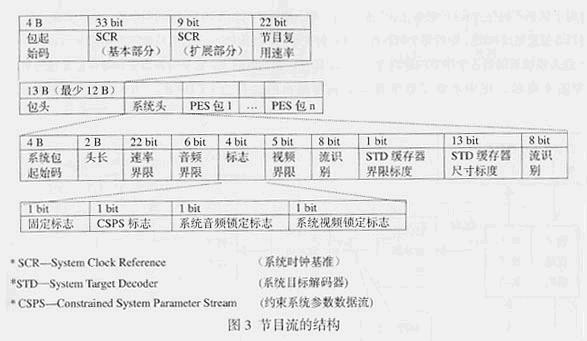 4 B 33 bit 9 bit 22 bit
包起 SCR SCR 节目复
始码 (基本部分) (扩展部分) 用速率
13 B (最少 12 B)
包头 系统头 PES 包 1 … PES 包 n
4 B 2 B 22 bit 6 bit 4 bit 5 bit 8 bit 1 bit 13 bit 8 bit
系统包 头长 速率 音频 标志 视频 流识 STD 缓存器 STD 缓存器 流识
起始码 界限 界限 界限 别 界限标度 尺寸标度 别
1 bit 1 bit 1 bit 1 bit
固定标志 CSPS 标志 系统音频锁定标志 系统视频锁定标志
* SCR—System Clock Reference (系统时钟基准)
*STD—System Target Decoder (系统目标解码器)
* CSPS—Constrained System Parameter Stream (约束系统参数数据流)
图 3 节目流的结构